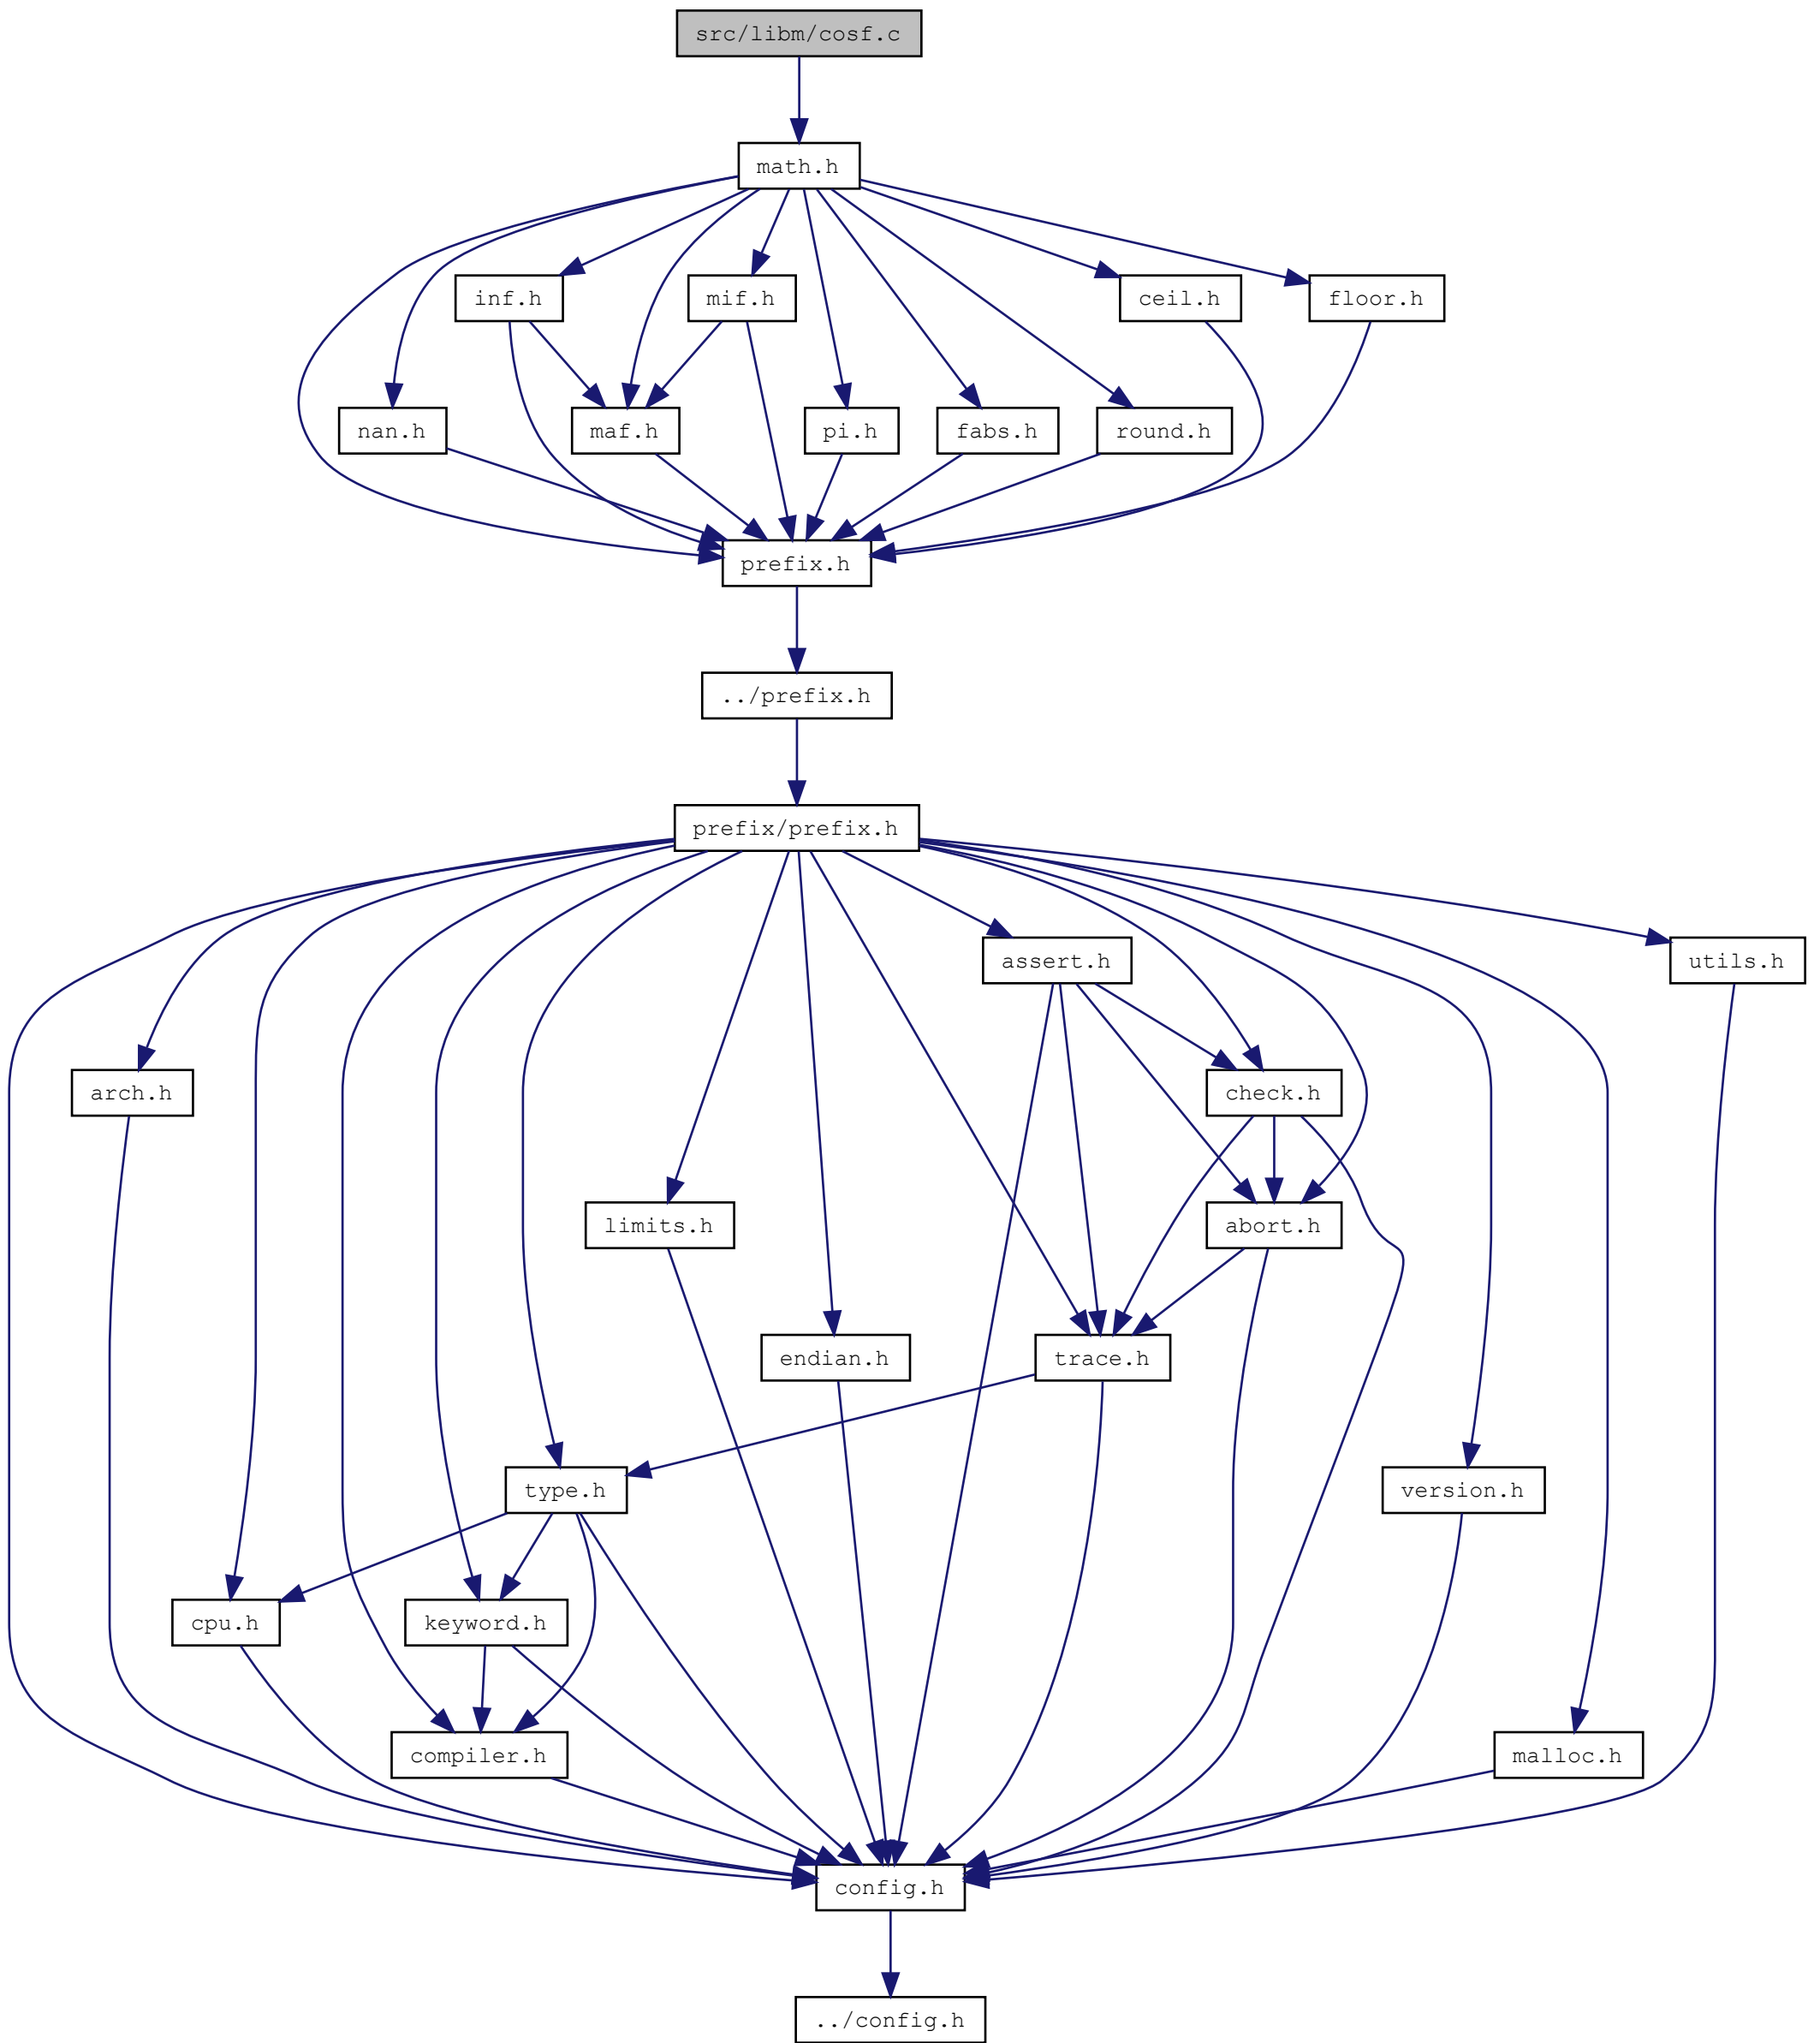 src/libm/cosf.c
math.h
inf.h
mif.h
ceil.h
floor.h
nan.h
maf.h
pi.h
fabs.h
round.h
prefix.h
../prefix.h
prefix/prefix.h
assert.h
utils.h
arch.h
check.h
limits.h
abort.h
endian.h
trace.h
type.h
version.h
cpu.h
keyword.h
compiler.h
malloc.h
config.h
../config.h